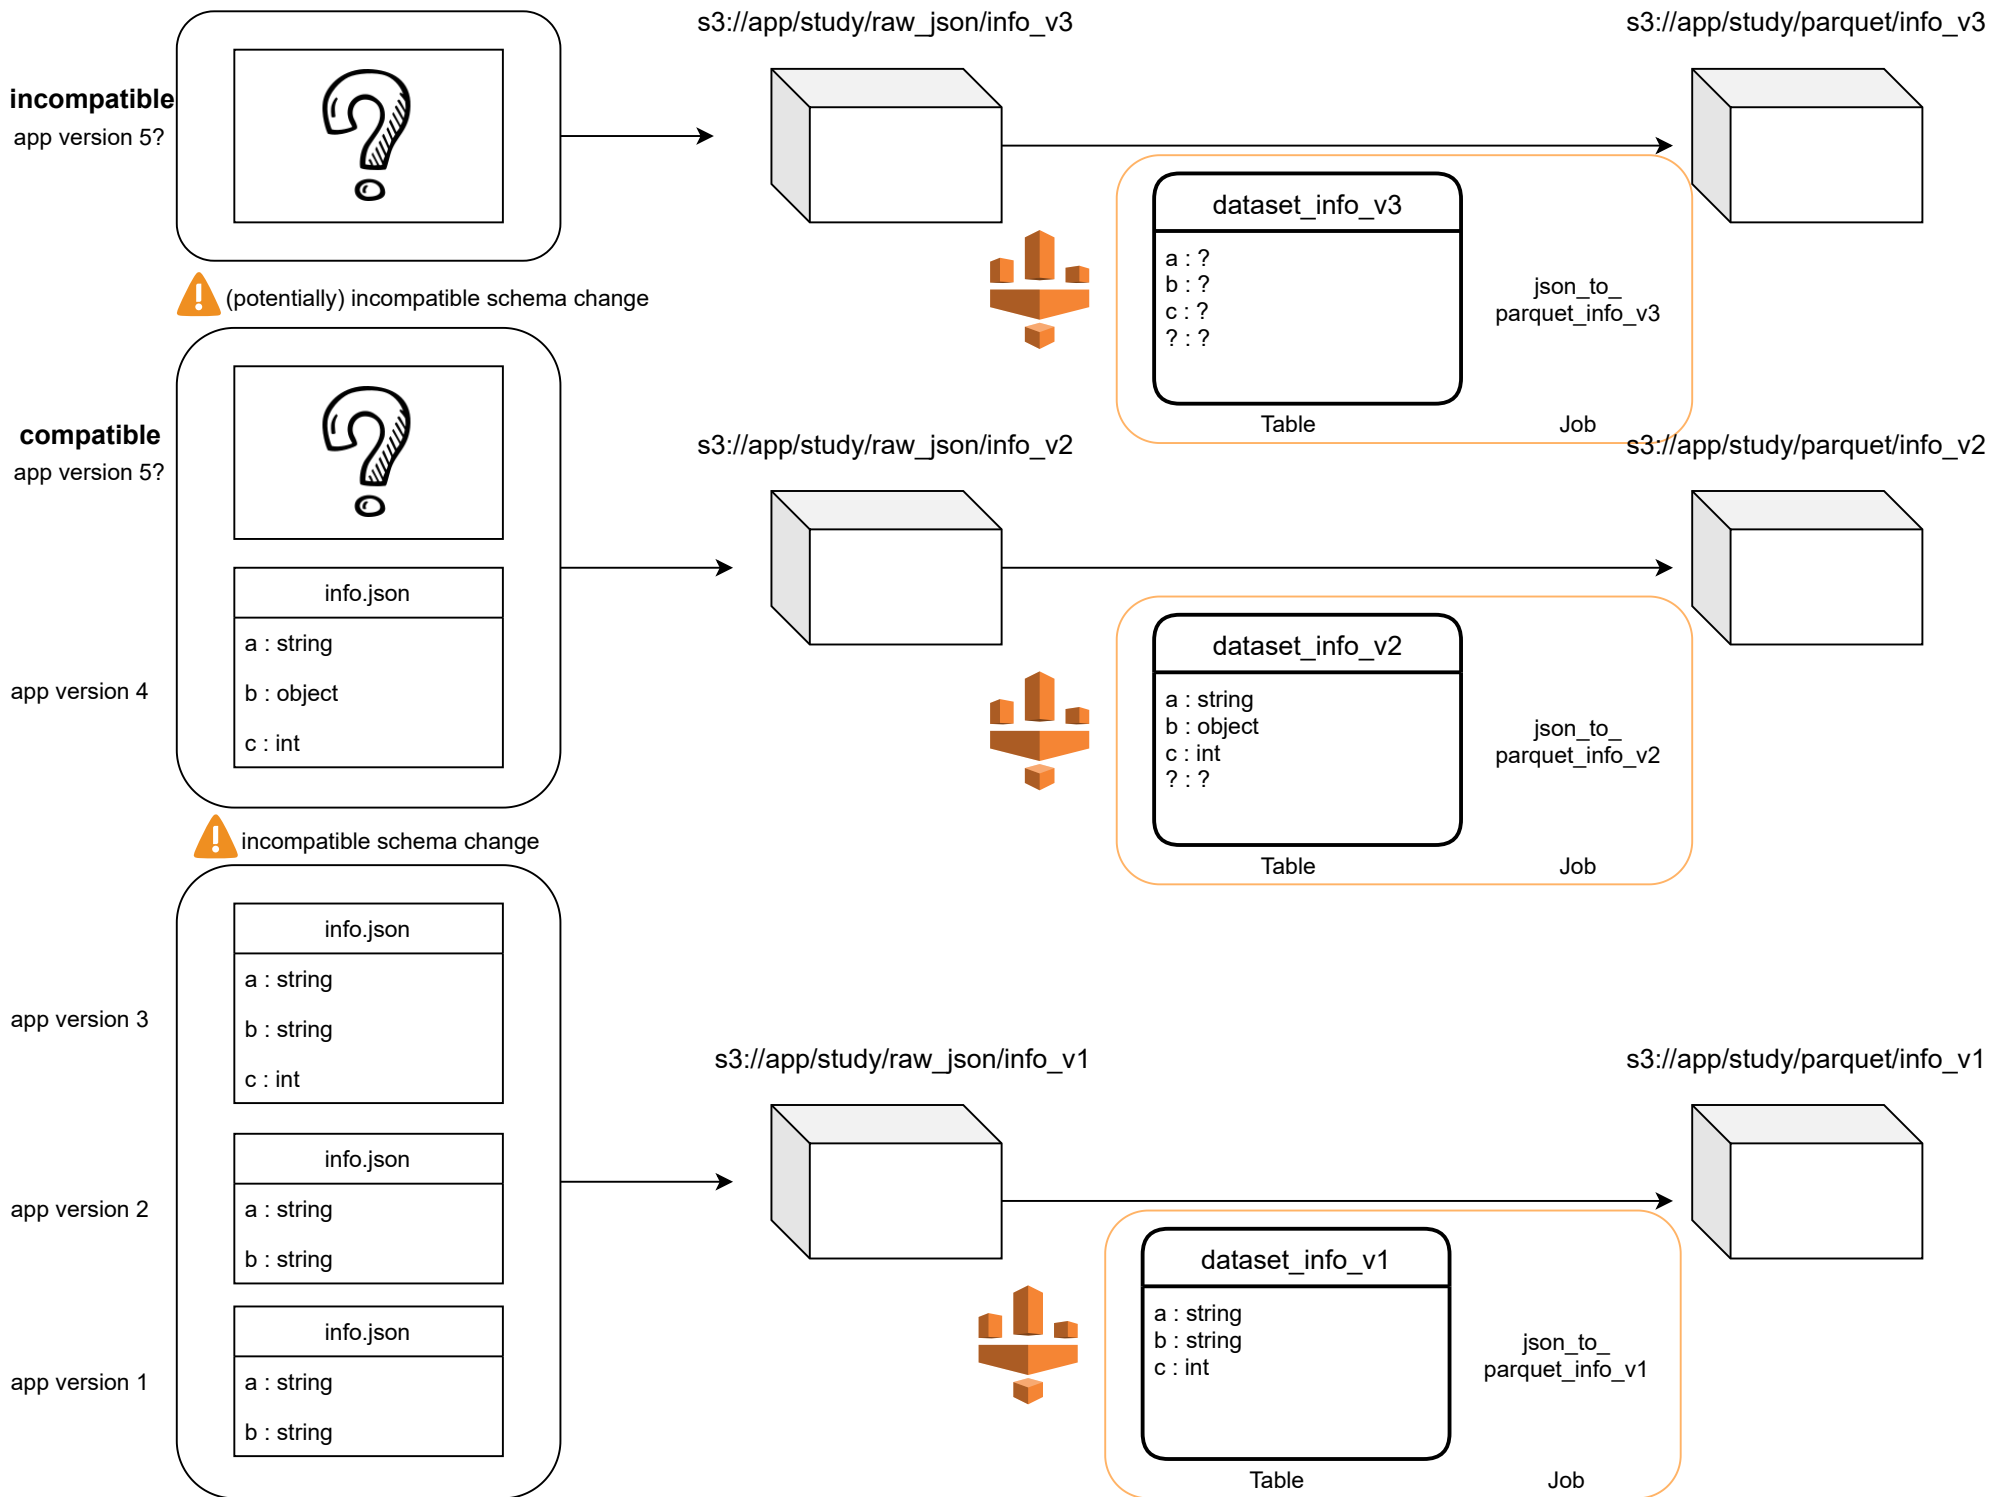 s3://app/study/raw_json/info_v3
s3://app/study/parquet/info_v3
incompatible
app version 5?
dataset_info_v3
a : ?
b : ?
c : ?
? : ?
json_to_
parquet_info_v3
Table
Job
(potentially) incompatible schema change
compatible
app version 5?
s3://app/study/raw_json/info_v2
s3://app/study/parquet/info_v2
info.json
a : string
b : object
c : int
app version 4
dataset_info_v2
a : string
b : object
c : int
? : ?
json_to_
parquet_info_v2
Table
Job
incompatible schema change
info.json
a : string
b : string
c : int
app version 3
s3://app/study/raw_json/info_v1
s3://app/study/parquet/info_v1
info.json
a : string
b : string
app version 2
info.json
a : string
b : string
app version 1
dataset_info_v1
a : string
b : string
c : int
json_to_
parquet_info_v1
Table
Job